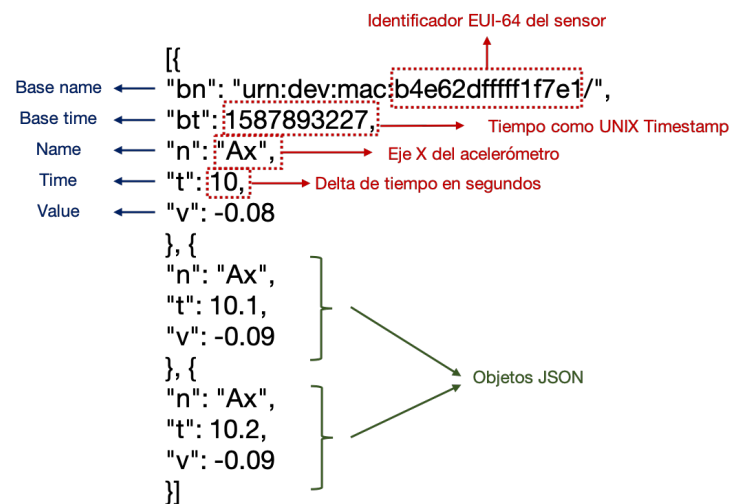 Identificador EUI-64 del sensor
[{
Base name "bn": "urn:dev:mac:b4e62dfffff1f7e1/",
Base time "bt": 1587893227, Tiempo como UNIX Timestamp
Name "n": "Ax", Eje X del acelerómetro
Time "t": 10, Delta de tiempo en segundos
Value "v": -0.08
}, {
"n": "Ax",
"t": 10.1,
"v": -0.09
}, {
Objetos JSON
"n": "Ax",
"t": 10.2,
"v": -0.09
}]